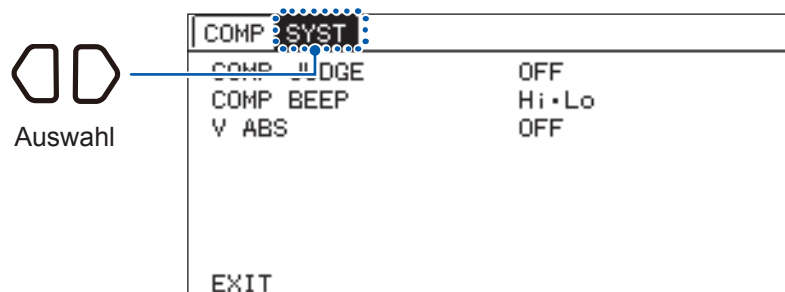 COMP SYST
COMP JUDGE OFF
COMP BEEP Hi･Lo
V ABS OFF
EXIT
Auswahl